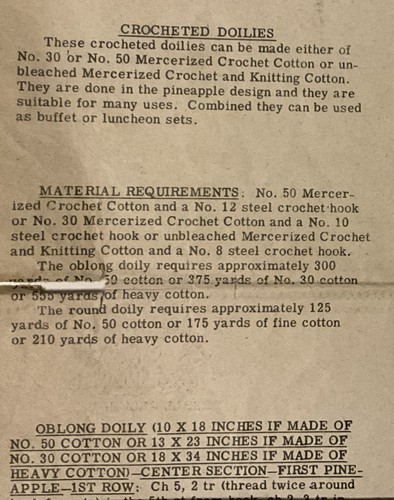 CROCHETED DOILIES
These crocheted doilies can be made either of
No. 30 or No. 50 Mercerized Crochet Cotton or un-
bleached Mercerized Crochet and Knitting Cotton.
They are done in the pineapple design and they are
suitable for many uses. Combined they can be used
as buffet or luncheon sets.
MATERIAL REQUIREMENTS: No. 50 Mercer-
ized Crochet Cotton and a No. 12 steel crochet hook
or No. 30 Mercerized Crochet Cotton and a No. 10
steel crochet hook or unbleached Mercerized Crochet
and Knitting Cotton and a No. 8 steel crochet hook.
The oblong doily requires approximately 300
yards of No. 50 cotton or 375 yards of No. 30 cotton
or 555 yards of heavy cotton.
The round doily requires approximately 125
yards of No. 50 cotton or 175 yards of fine cotton
or 210 yards of heavy cotton.
OBLONG DOILY (10 X 18 INCHES IF MADE OF
NO. 50 COTTON OR 13 X 23 INCHES IF MADE OF
NO. 30 COTTON OR 18 X 34 INCHES IF MADE OF
HEAVY COTTON)—CENTER SECTION—FIRST PINE-
APPLE—1ST ROW: Ch 5, 2 tr (thread twice around